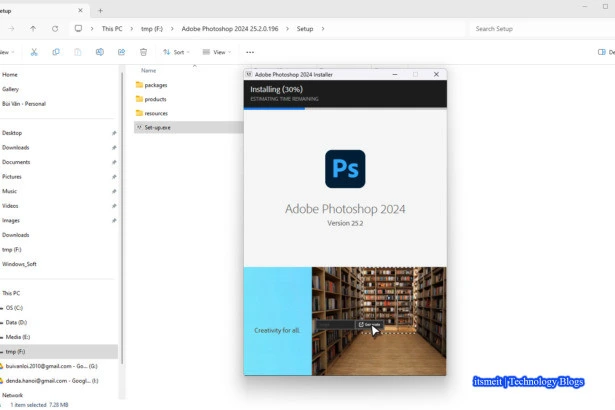 etup
This PC > tmp (F:) > Adobe Photoshop 2024 25.2.0.196 > Setup >
Search Setup
ew
Sort
View
De
Home
Gallery
Bùi Văn - Personal
Desktop
Downloads
Documents
Pictures
Music
Videos
Images
Downloads
tmp (F:)
Windows_Soft
This PC
OS (C:)
Data (D:)
Media (E:)
tmp (F:)
buivanloi.2010@gmail.com - Go... (G:)
denda.hanoi@gmail.com - Googl... (I:)
Network
1 item selected 7.28 MB
Name
packages
products
resources
Set-up.exe
Adobe Photoshop 2024 Installer
Installing (30%)
ESTIMATING TIME REMAINING
Ps
Adobe Photoshop 2024
Version 25.2
Creativity for all.
itsmeit | Technology Blogs